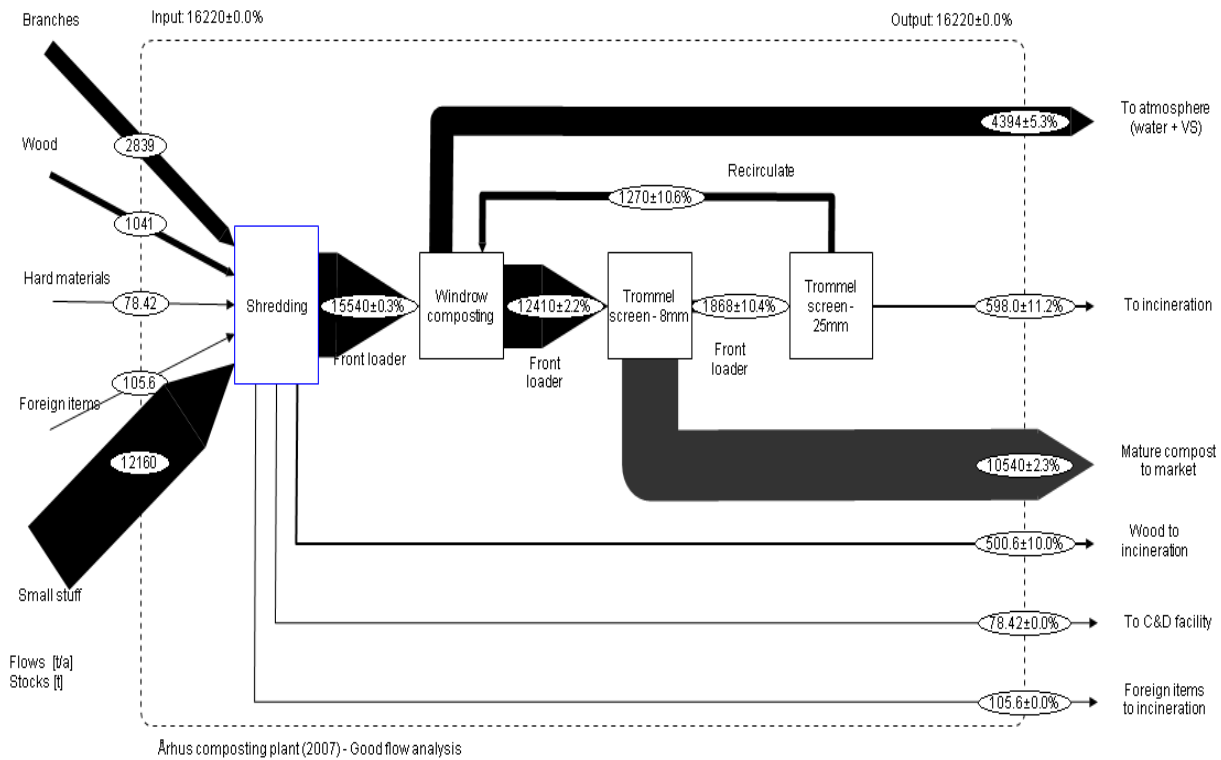 Branches
Input: 16220±0.0%
Output: 16220±0.0%
To atmosphere
(water + VS)
4394±5.3%
Wood
2839
Recirculate
1270±10.6%
1041
Hard materials
78.42
Shredding
15540±0.3%
Front loader
Windrow
composting
12410±2.2%
Front
loader
Trommel
screen - 8mm
1868±10.4%
Front
loader
Trommel
screen -
25mm
598.0±11.2%
To incineration
105.6
Foreign items
12160
Small stuff
10540±2.3%
Mature compost
to market
500.6±10.0%
Wood to
incineration
78.42±0.0%
To C&D facility
105.6±0.0%
Foreign items
to incineration
Flows [t/a]
Stocks [t]
Århus composting plant (2007) - Good flow analysis